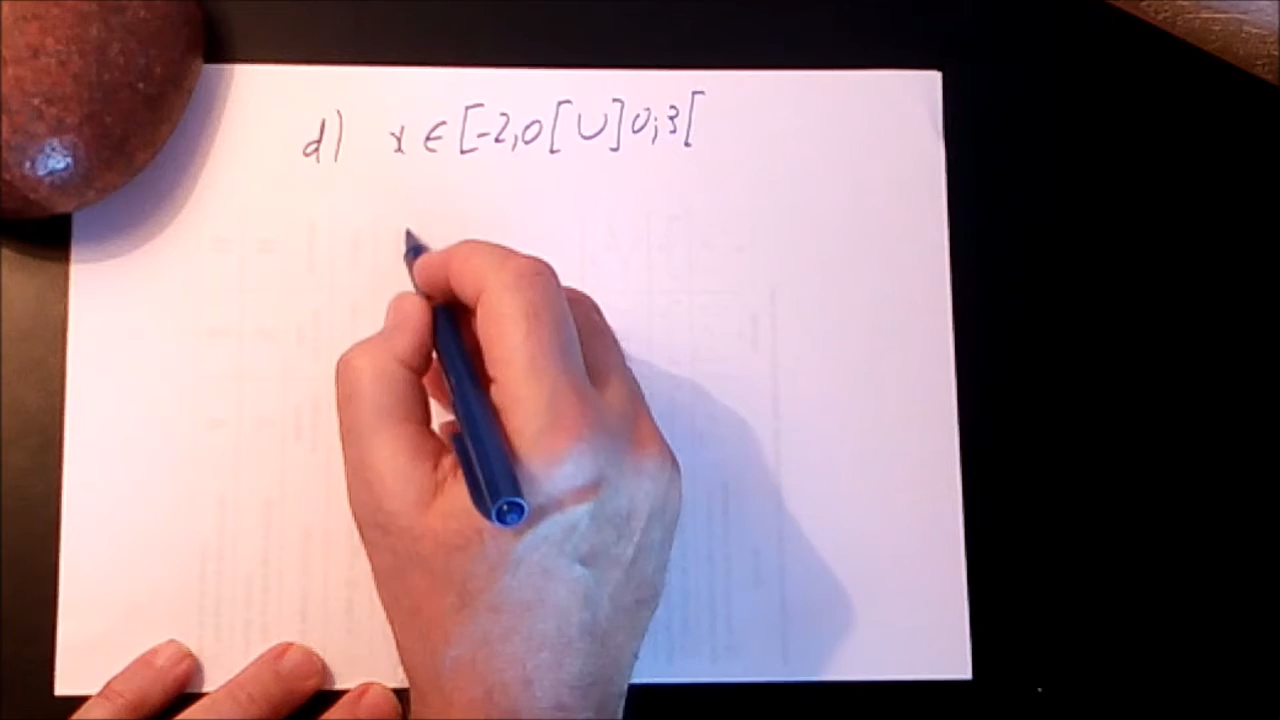 d) x ∈ [-2;0[ ∪ ]0;3[